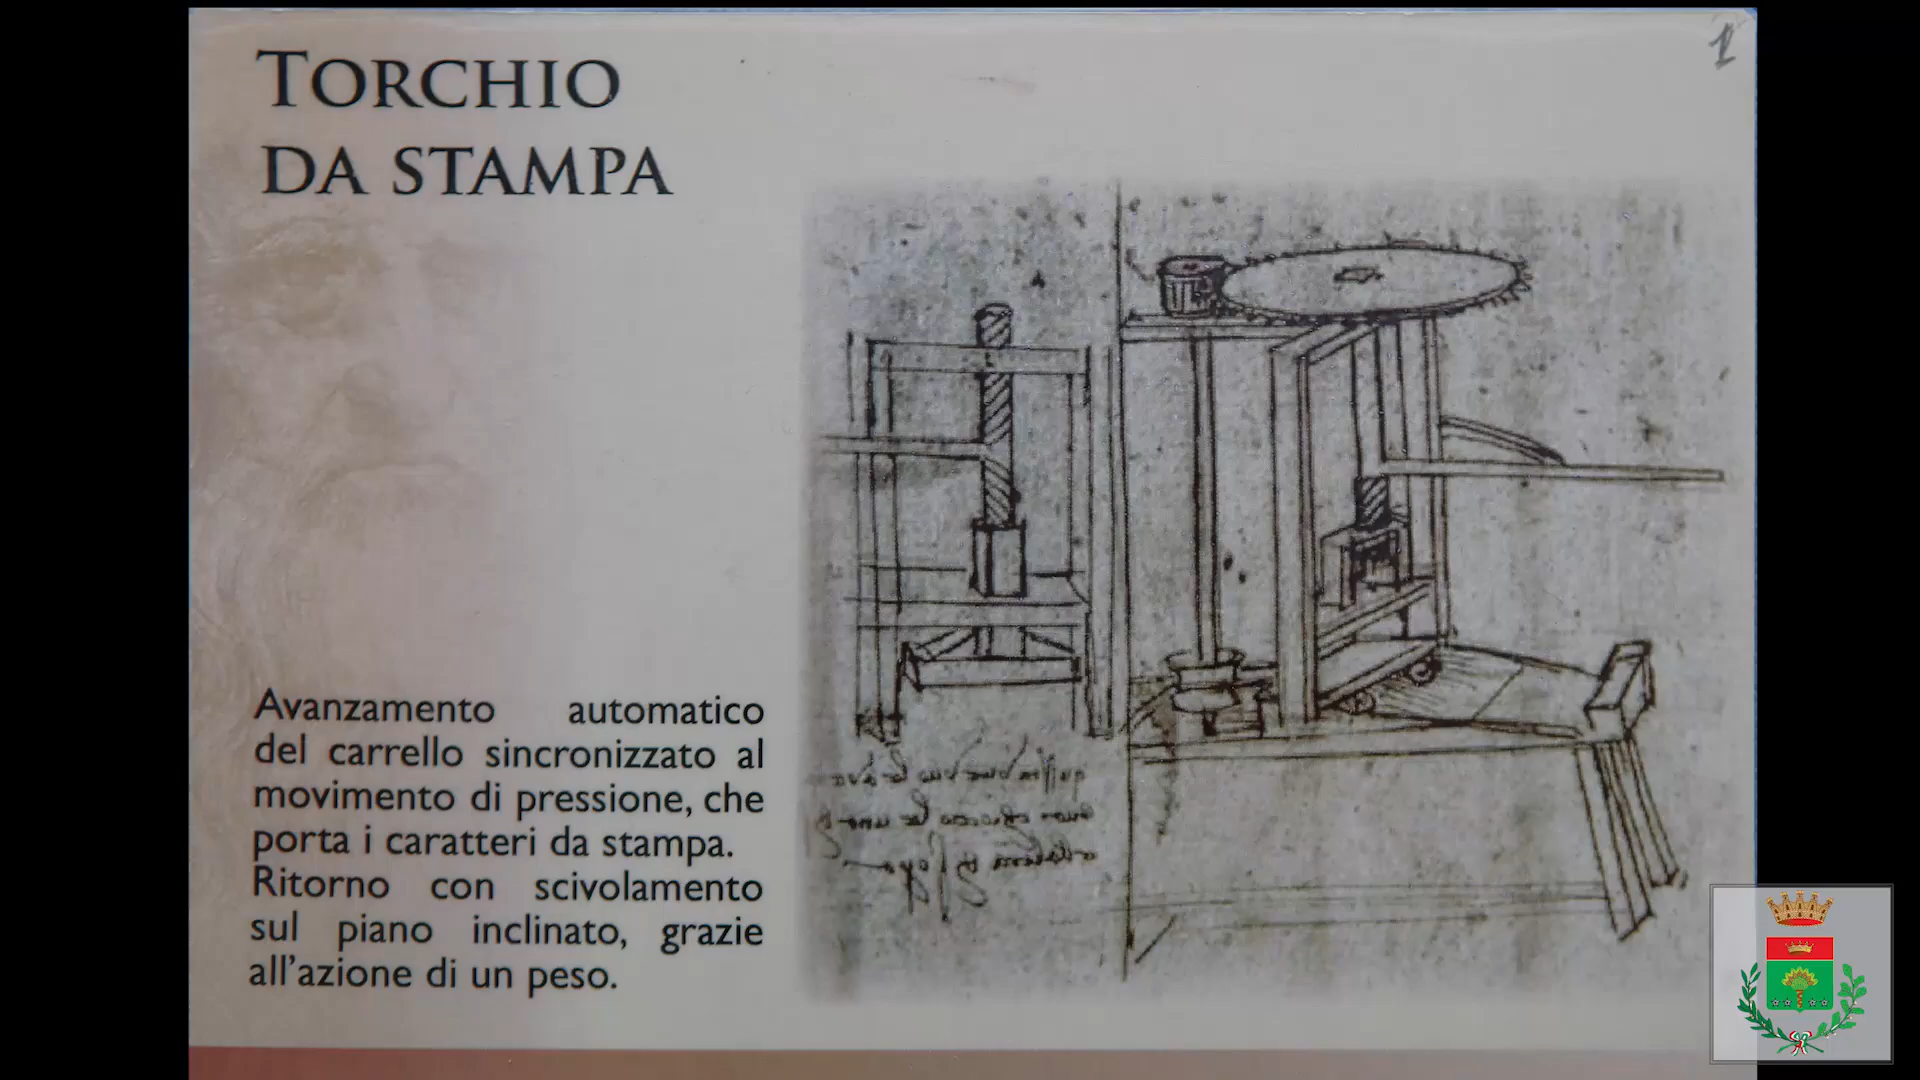 TORCHIO
DA STAMPA
Avanzamento automatico
del carrello sincronizzato al
movimento di pressione, che
porta i caratteri da stampa.
Ritorno con scivolamento
sul piano inclinato, grazie
all'azione di un peso.